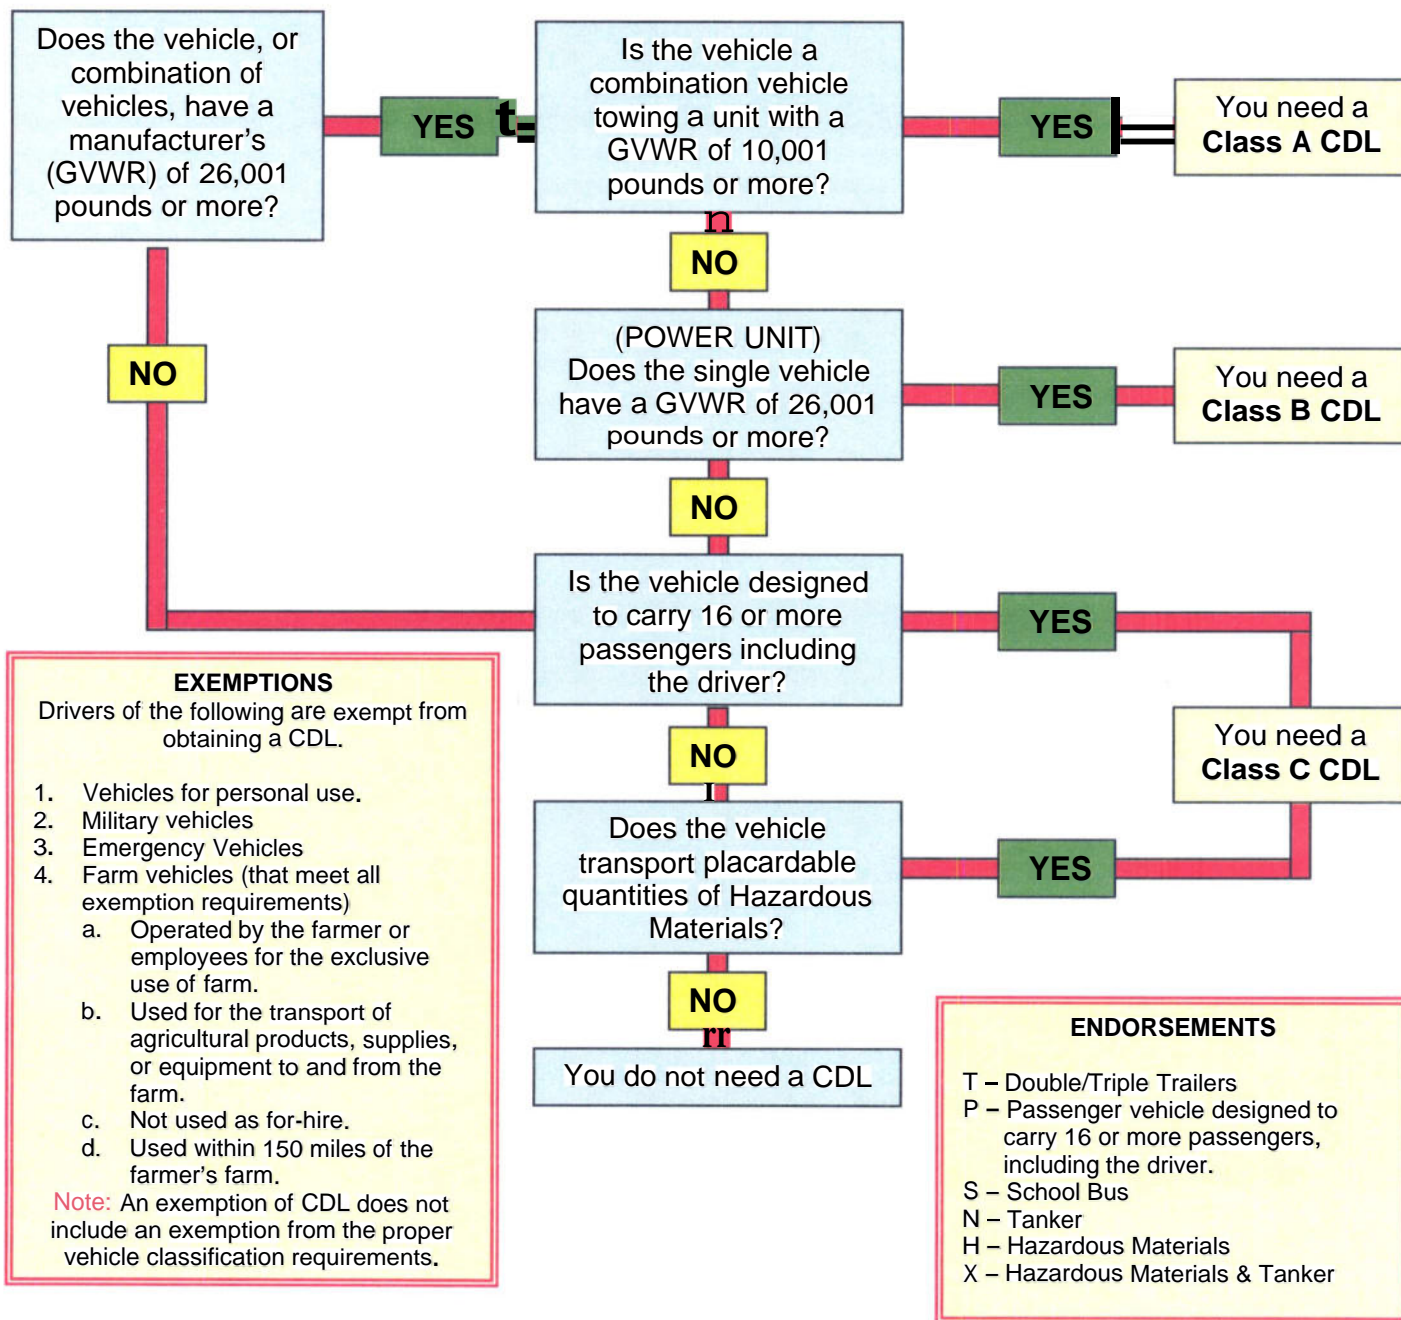 Does the vehicle, or
combination of
vehicles, have a
manufacturer's
(GVWR) of 26,001
pounds or more?
YES
t=
Is the vehicle a
combination vehicle
towing a unit with a
GVWR of 10,001
pounds or more?
YES
You need a
Class A CDL
n
NO
NO
(POWER UNIT)
Does the single vehicle
have a GVWR of 26,001
pounds or more?
YES
You need a
Class B CDL
NO
Is the vehicle designed
to carry 16 or more
passengers including
the driver?
YES
You need a
Class C CDL
NO
I
Does the vehicle
transport placardable
quantities of Hazardous
Materials?
YES
NO
rr
You do not need a CDL
EXEMPTIONS
Drivers of the following are exempt from
obtaining a CDL.
1. Vehicles for personal use.
2. Military vehicles
3. Emergency Vehicles
4. Farm vehicles (that meet all
exemption requirements)
a. Operated by the farmer or
employees for the exclusive
use of farm.
b. Used for the transport of
agricultural products, supplies,
or equipment to and from the
farm.
c. Not used as for-hire.
d. Used within 150 miles of the
farmer's farm.
Note: An exemption of CDL does not
include an exemption from the proper
vehicle classification requirements.
ENDORSEMENTS
T – Double/Triple Trailers
P – Passenger vehicle designed to
carry 16 or more passengers,
including the driver.
S – School Bus
N – Tanker
H – Hazardous Materials
X – Hazardous Materials & Tanker